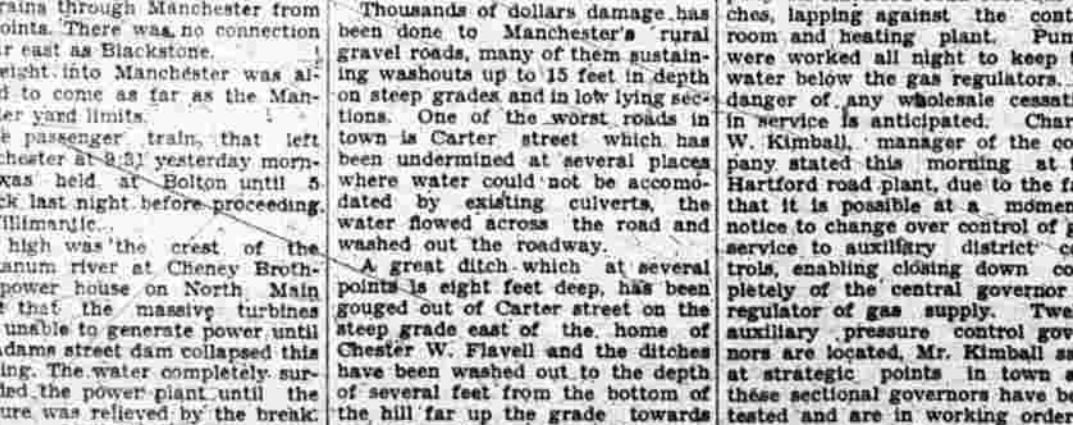 rains through Manchester from
oints. There was no connection
ar east as Blackstone.
eight into Manchester was al-
d to come as far as the Man-
ter yard limits.
e passenger train, that left
chester at 9:31 yesterday morn-
was held at Bolton until 5
ck last night before proceeding
illimantic.
high was the crest of the
anum river at Cheney Broth-
power house on North Main
t that the massive turbines
unable to generate power until
dams street dam collapsed this
ing. The water completely sur-
ded the power plant until the
ure was relieved by the break.
Thousands of dollars damage has
been done to Manchester's rural
gravel roads, many of them sustain-
ing washouts up to 15 feet in depth
on steep grades and in low lying sec-
tions. One of the worst roads in
town is Carter street which has
been undermined at several places
where water could not be accomo-
dated by existing culverts, the
water flowed across the road and
washed out the roadway.
A great ditch which at several
points is eight feet deep, has been
gouged out of Carter street on the
steep grade east of the home of
Chester W. Flavell and the ditches
have been washed out to the depth
of several feet from the bottom of
the hill far up the grade towards
ches, lapping against the cont
room and heating plant. Pum
were worked all night to keep t
water below the gas regulators.
danger of any wholesale cessati
in service is anticipated. Char
W. Kimball, manager of the co
pany stated this morning at t
Hartford road plant, due to the fa
that it is possible at a momen
notice to change over control of g
service to auxiliary district co
trols, enabling closing down co
pletely of the central governor
regulator of gas supply. Twe
auxiliary pressure control gov
nors are located, Mr. Kimball sa
at strategic points in town a
these sectional governors have be
tested and are in working order